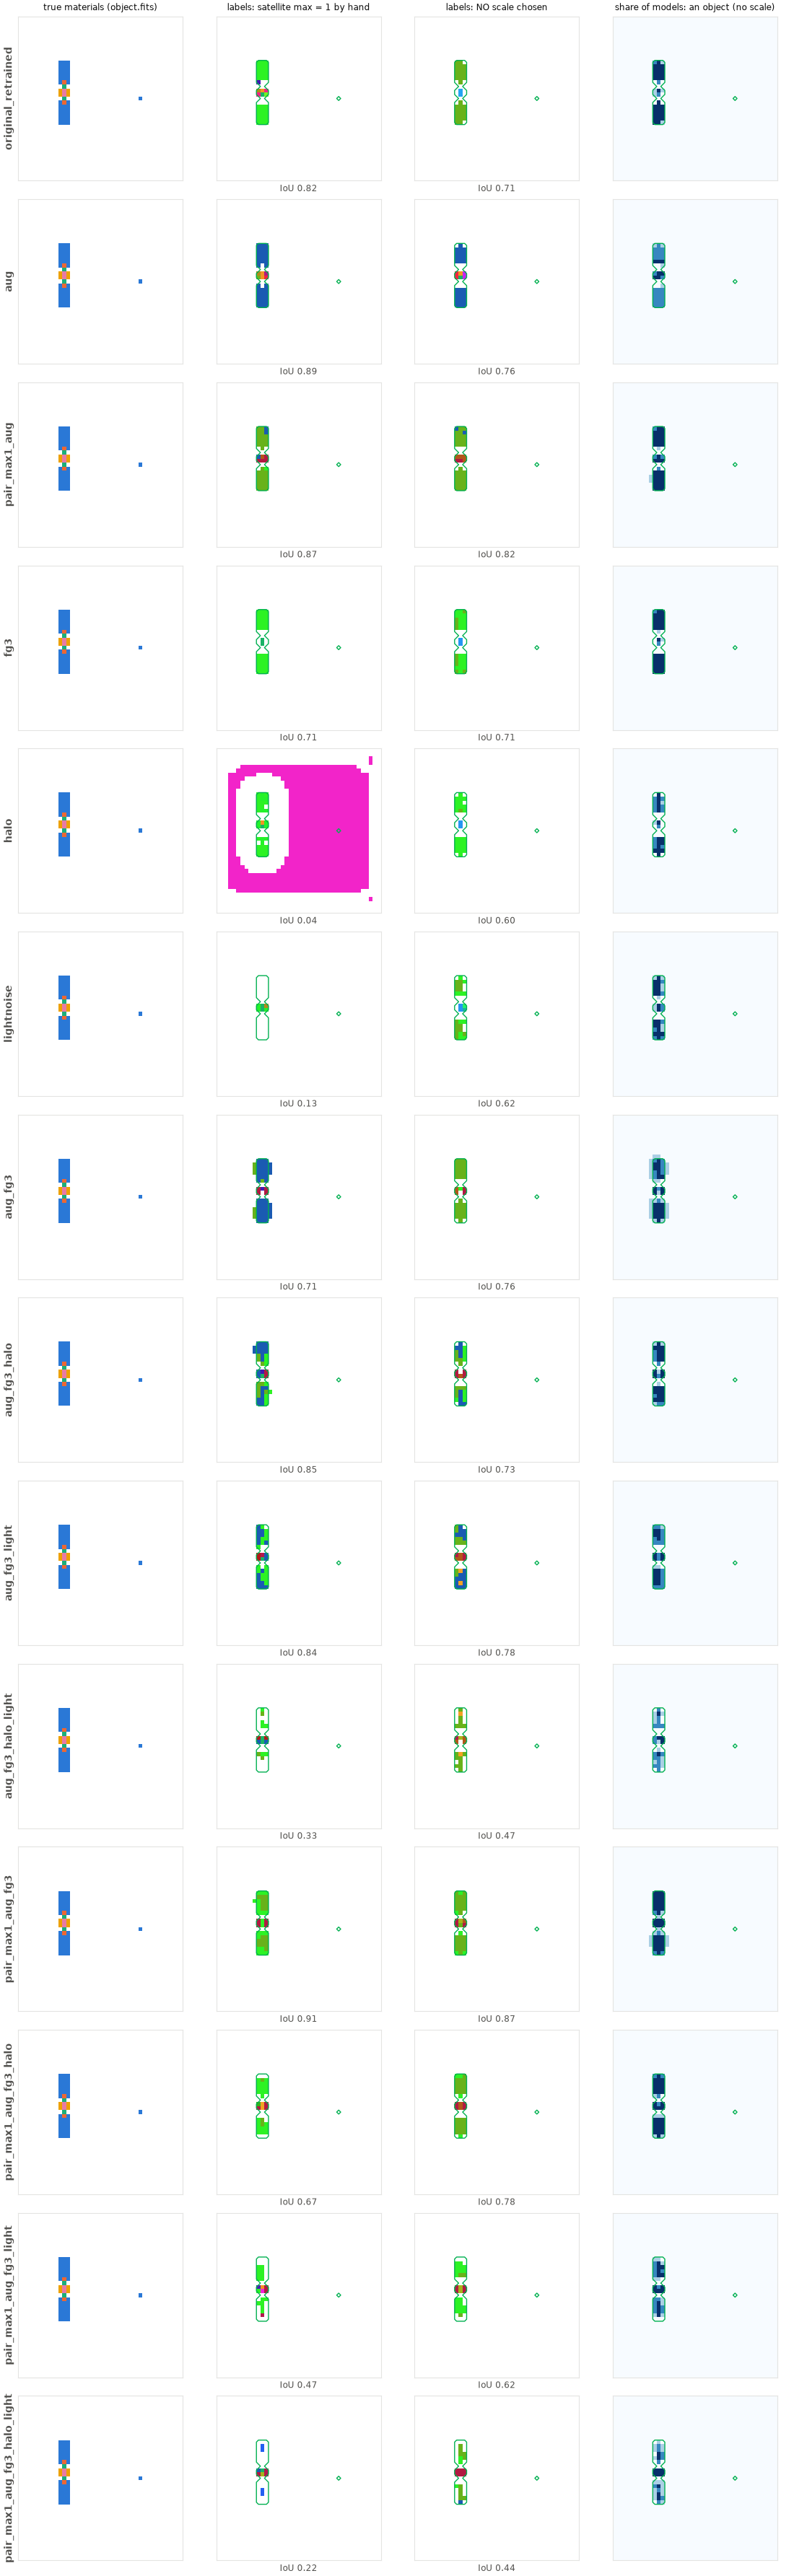 true materials (object.fits)
labels: satellite max = 1 by hand
labels: NO scale chosen
share of models: an object (no scale)
original_retrained
IoU 0.82
IoU 0.71
aug
IoU 0.89
IoU 0.76
pair_max1_aug
IoU 0.87
IoU 0.82
fg3
IoU 0.71
IoU 0.71
halo
IoU 0.04
IoU 0.60
lightnoise
IoU 0.13
IoU 0.62
aug_fg3
IoU 0.71
IoU 0.76
aug_fg3_halo
IoU 0.85
IoU 0.73
aug_fg3_light
IoU 0.84
IoU 0.78
aug_fg3_halo_light
IoU 0.33
IoU 0.47
pair_max1_aug_fg3
IoU 0.91
IoU 0.87
pair_max1_aug_fg3_halo
IoU 0.67
IoU 0.78
pair_max1_aug_fg3_light
IoU 0.47
IoU 0.62
pair_max1_aug_fg3_halo_light
IoU 0.22
IoU 0.44